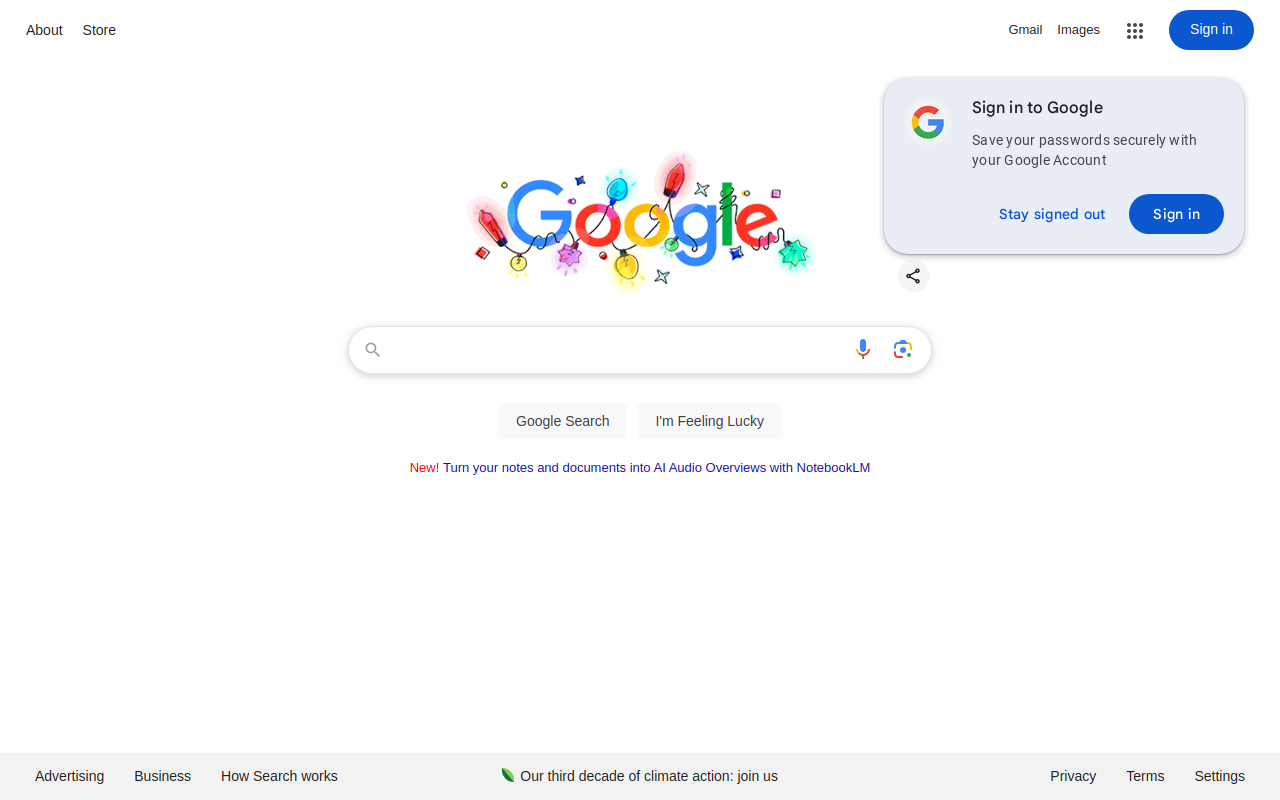 About Store
Gmail Images Sign in
Sign in to Google
Save your passwords securely with
your Google Account
Stay signed out Sign in
Google
Google Search I'm Feeling Lucky
New! Turn your notes and documents into AI Audio Overviews with NotebookLM
Advertising Business How Search works
Our third decade of climate action: join us
Privacy Terms Settings